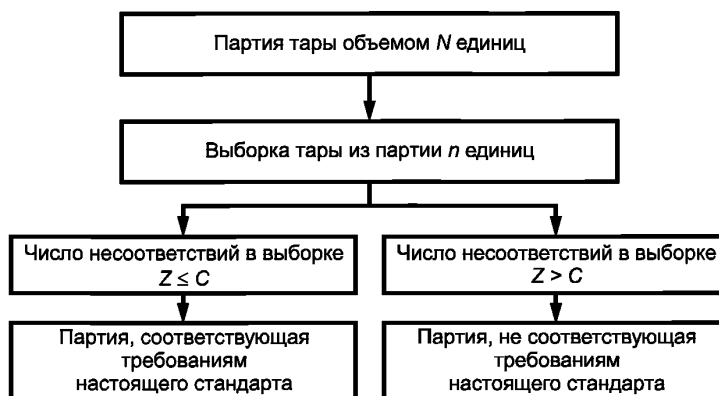 Партия тары объемом N единиц
Выборка тары из партии n единиц
Число несоответствий в выборке
Z ≤ C
Число несоответствий в выборке
Z > C
Партия, соответствующая
требованиям
настоящего стандарта
Партия, не соответствующая
требованиям
настоящего стандарта